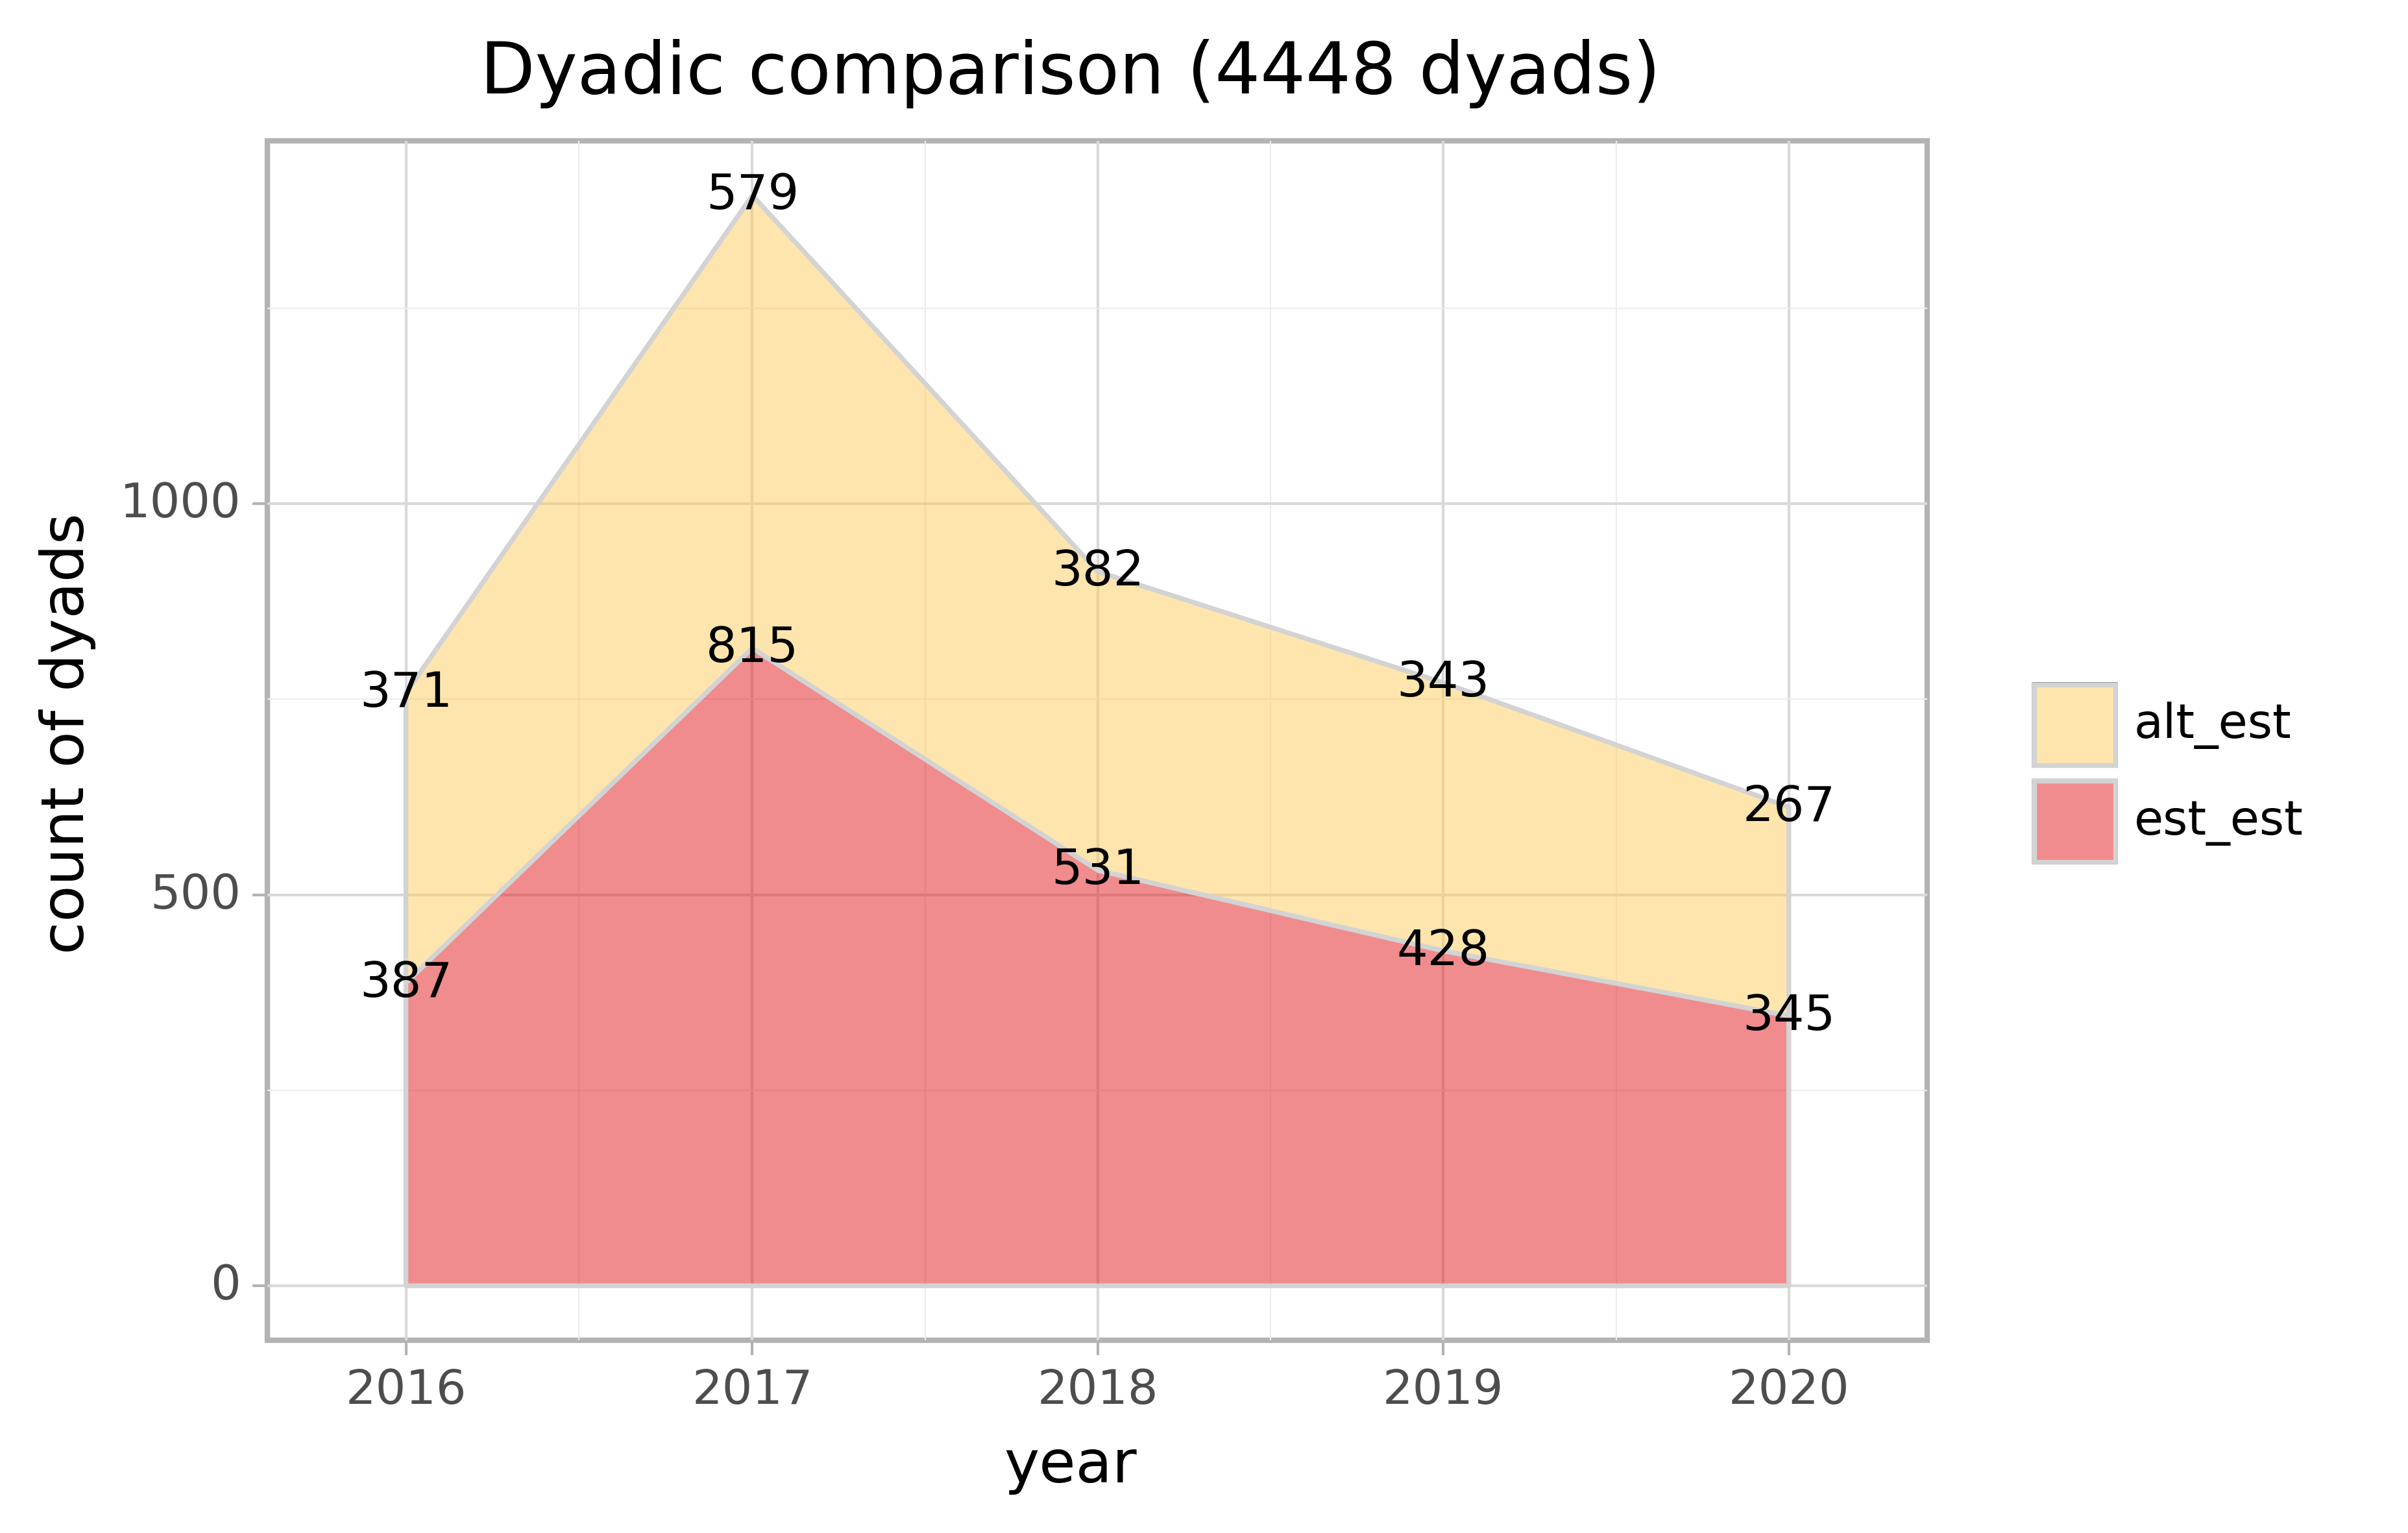 Dyadic comparison (4448 dyads)
count of dyads
1000
500
0
579
815
371
387
382
531
343
428
267
345
2016 2017 2018 2019 2020
year
alt_est
est_est